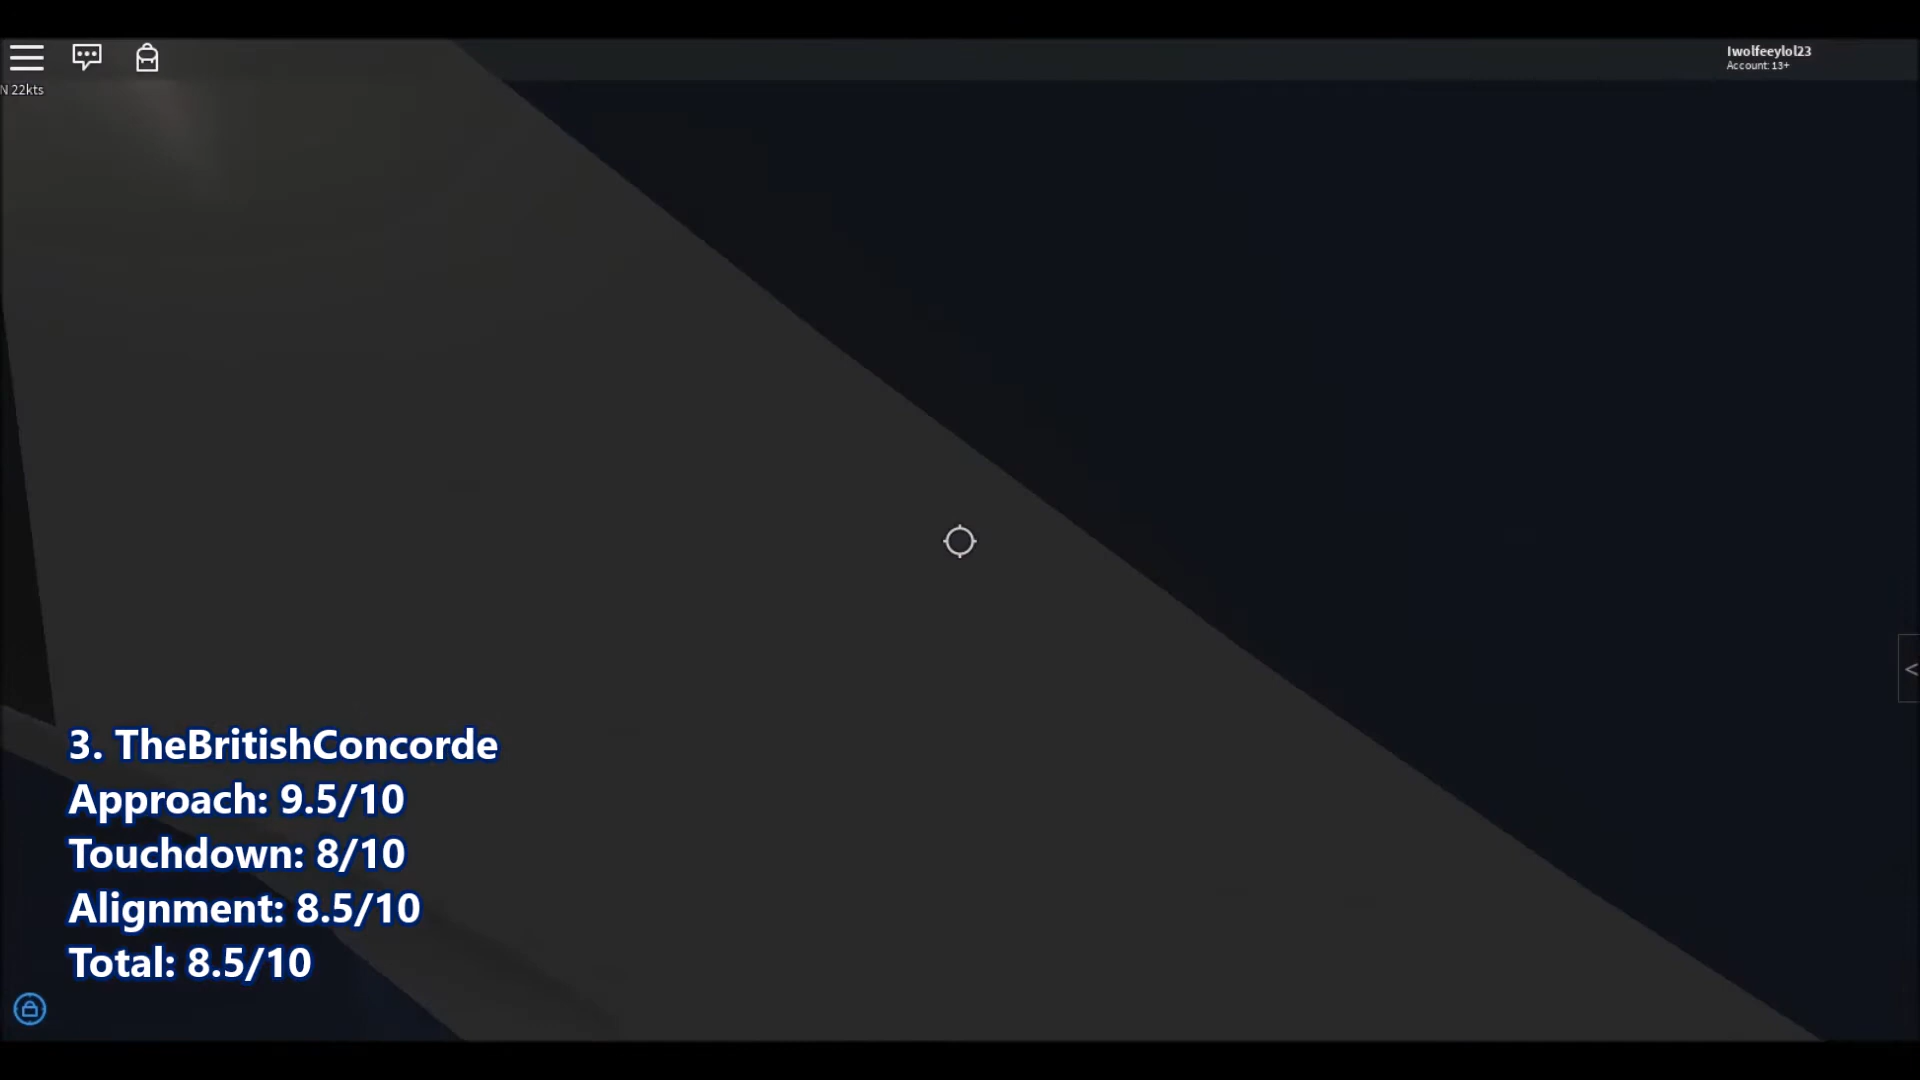 Iwolfeeylol23
Account: 13+
N 22kts
<
3. TheBritishConcorde
Approach: 9.5/10
Touchdown: 8/10
Alignment: 8.5/10
Total: 8.5/10